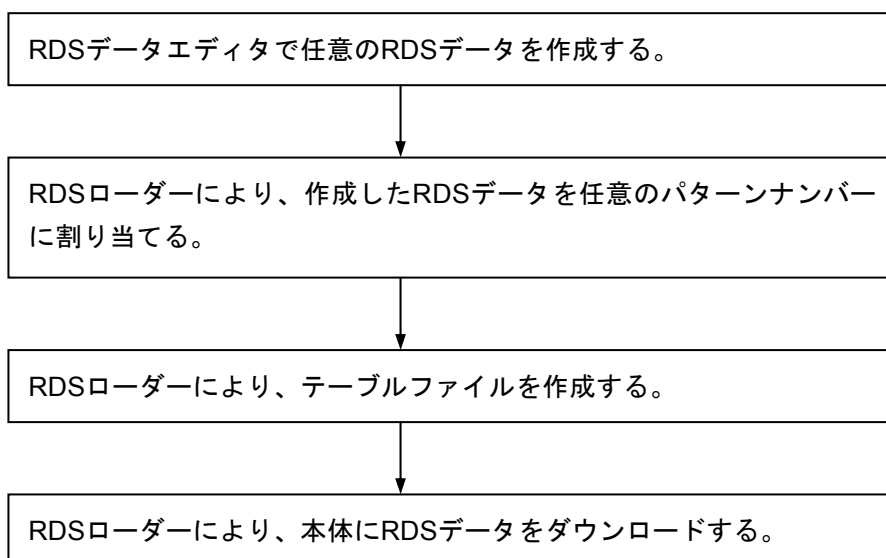 RDSデータエディタで任意のRDSデータを作成する。
RDSローダーにより、作成したRDSデータを任意のパターンナンバー
に割り当てる。
RDSローダーにより、テーブルファイルを作成する。
RDSローダーにより、本体にRDSデータをダウンロードする。